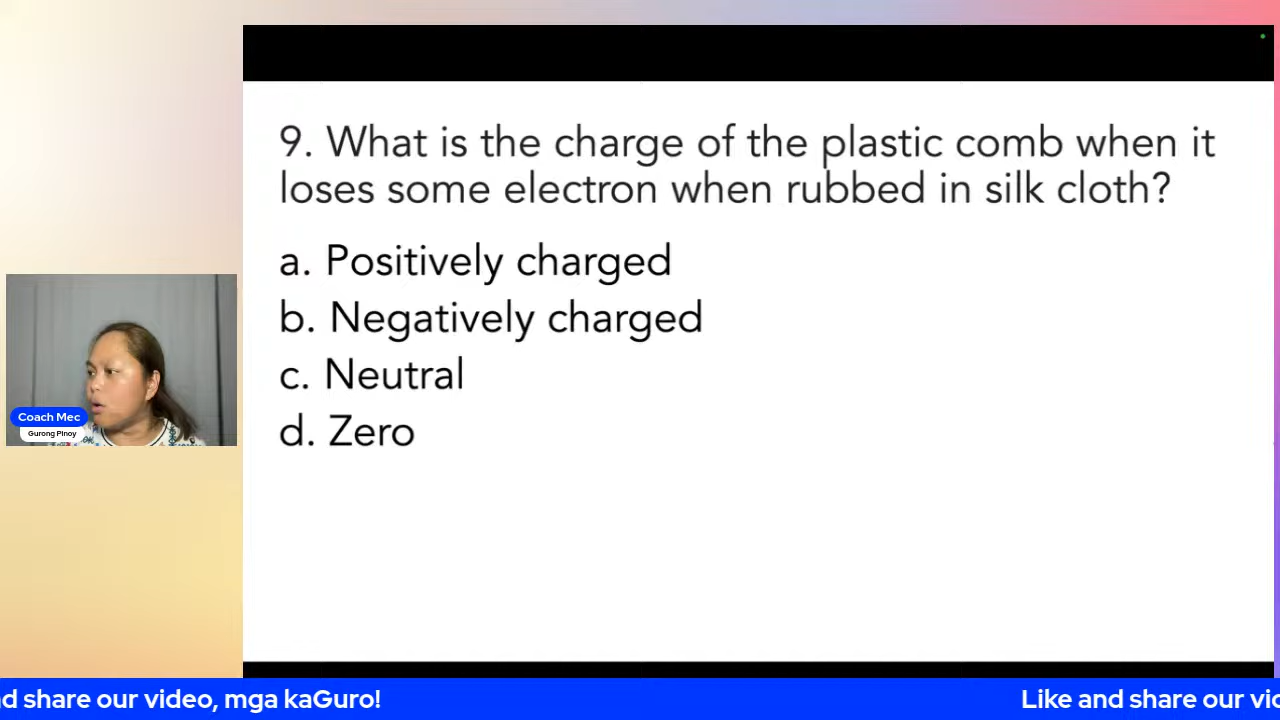 9. What is the charge of the plastic comb when it
loses some electron when rubbed in silk cloth?
a. Positively charged
b. Negatively charged
c. Neutral
d. Zero
Coach Mec
Gurong Pinoy
d share our video, mga kaGuro!
Like and share our vid